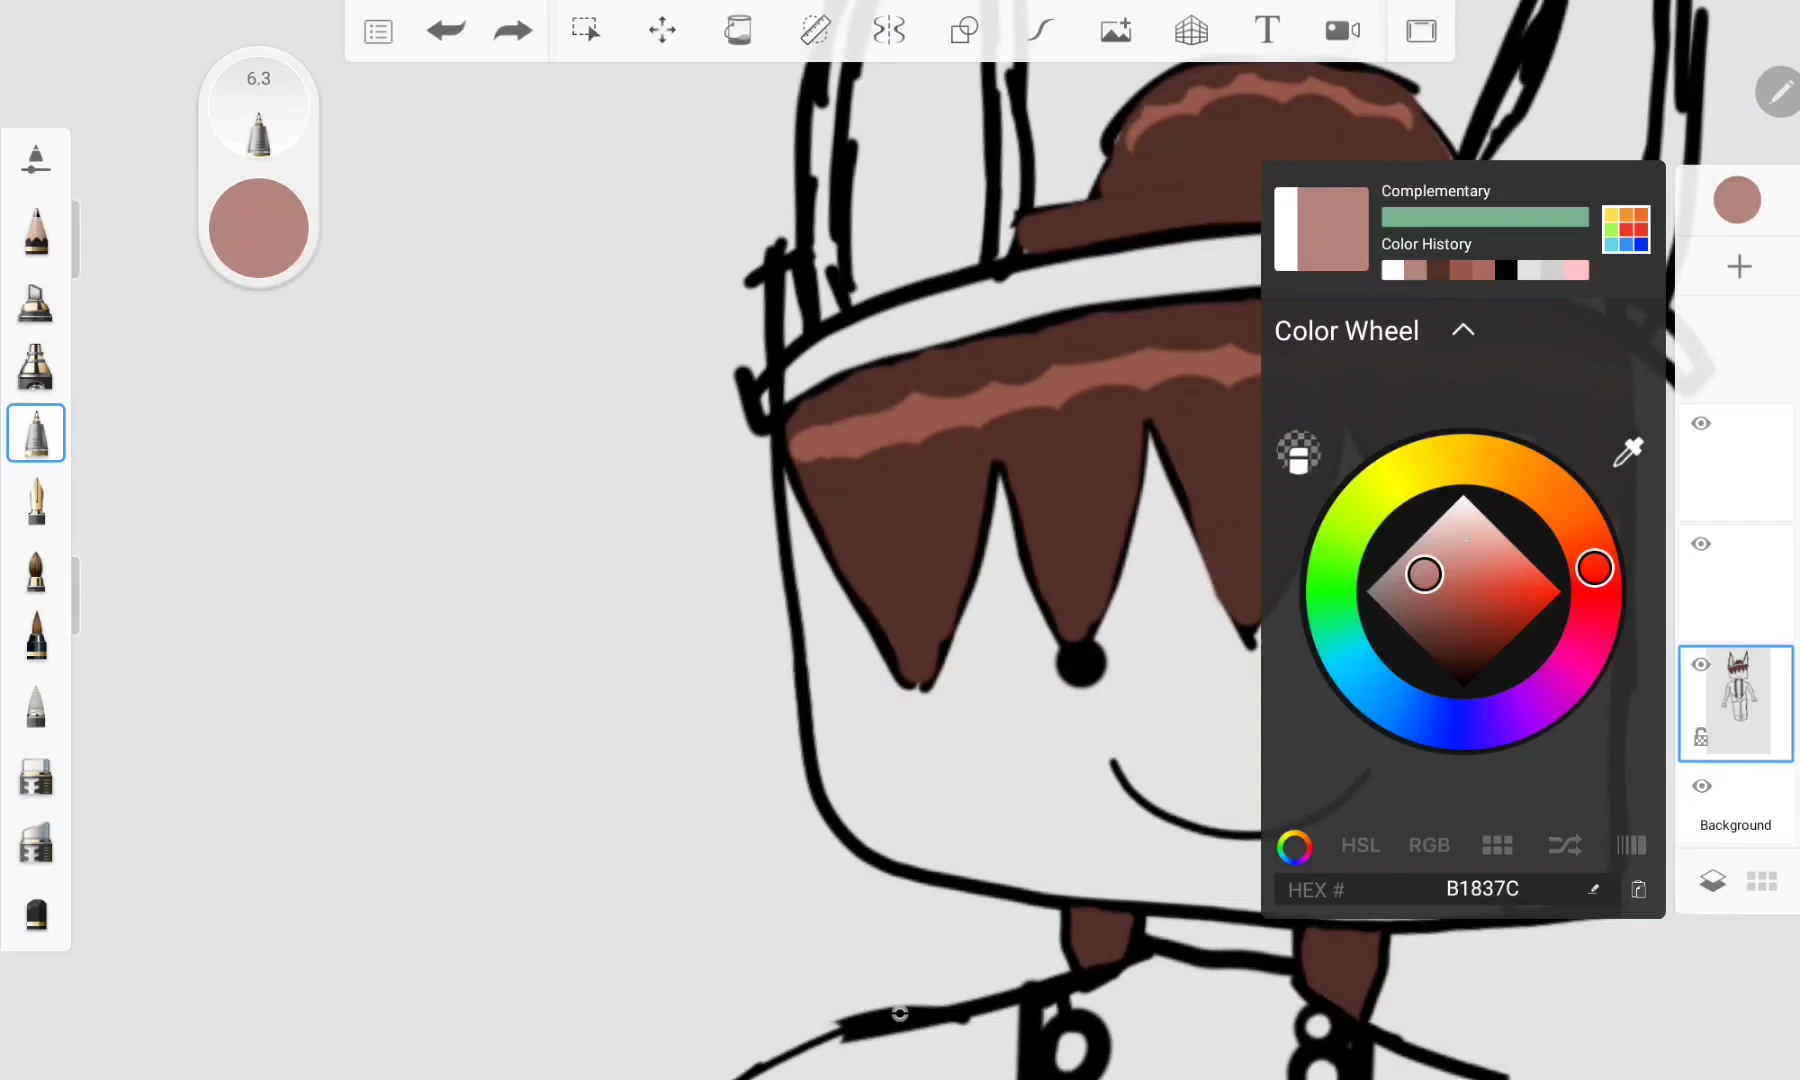 6.3
Complementary
Color History
Color Wheel
HSL RGB
HEX # B1837C
Background